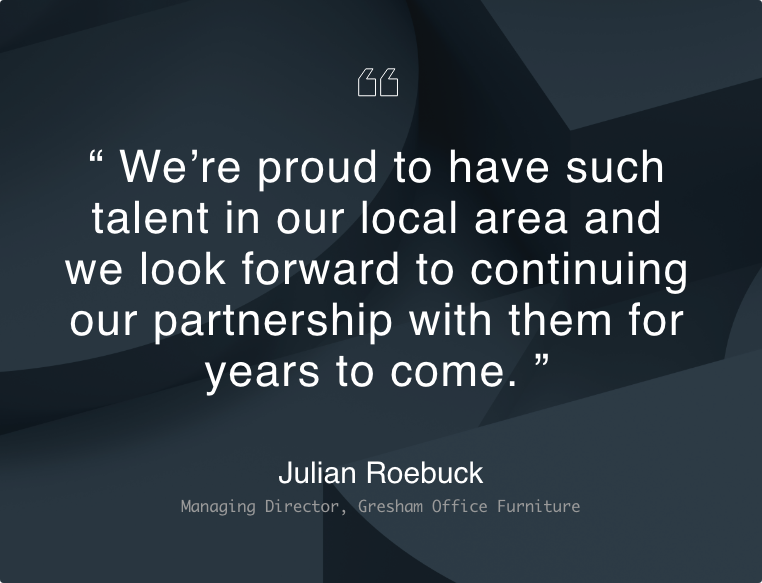 “ We’re proud to have such
talent in our local area and
we look forward to continuing
our partnership with them for
years to come. ”
Julian Roebuck
Managing Director, Gresham Office Furniture